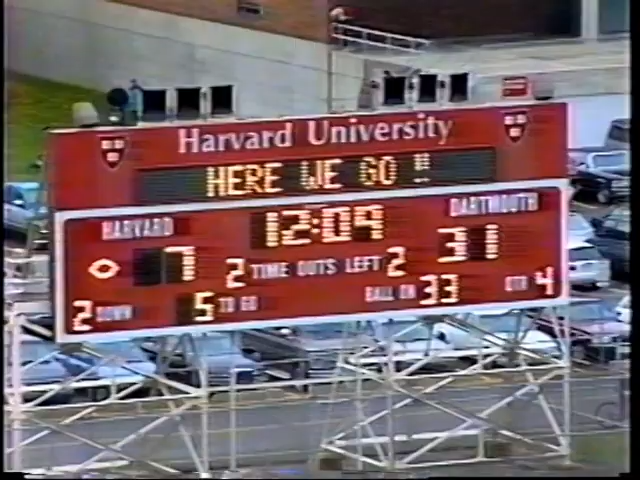 Harvard University
HERE WE GO !!
HARVARD 12:09 DARTMOUTH
7 31
2 TIME OUTS LEFT 2
2 DOWN 5 TO GO BALL ON 33 QTR 4